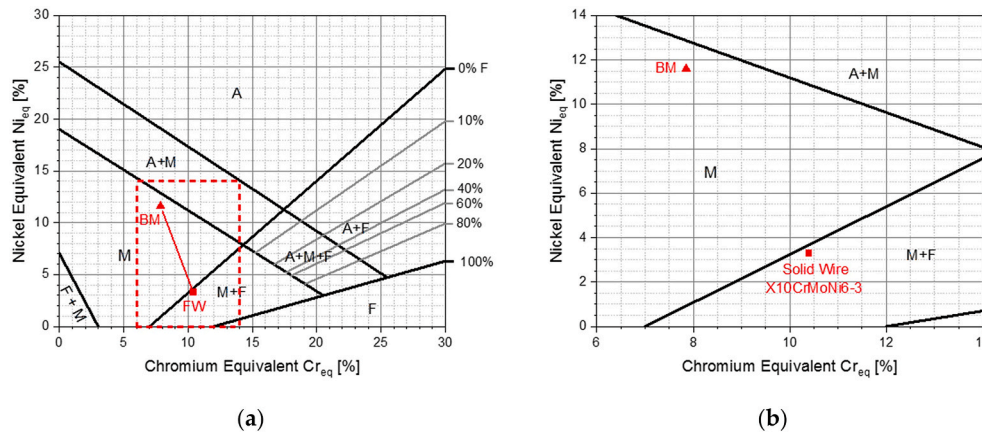 30
25
20
15
10
5
0
Nickel Equivalent Nieq [%]
A
A+M
BM
M
F + M
FW
M+F
A+M+F
A+F
F
0% F
10%
20%
40%
60%
80%
100%
0 5 10 15 20 25 30
Chromium Equivalent Creq [%]
(a)
14
12
10
8
6
4
2
0
Nickel Equivalent Nieq [%]
BM
A+M
M
M+F
Solid Wire
X10CrMoNi6-3
6 8 10 12 14
Chromium Equivalent Creq [%]
(b)